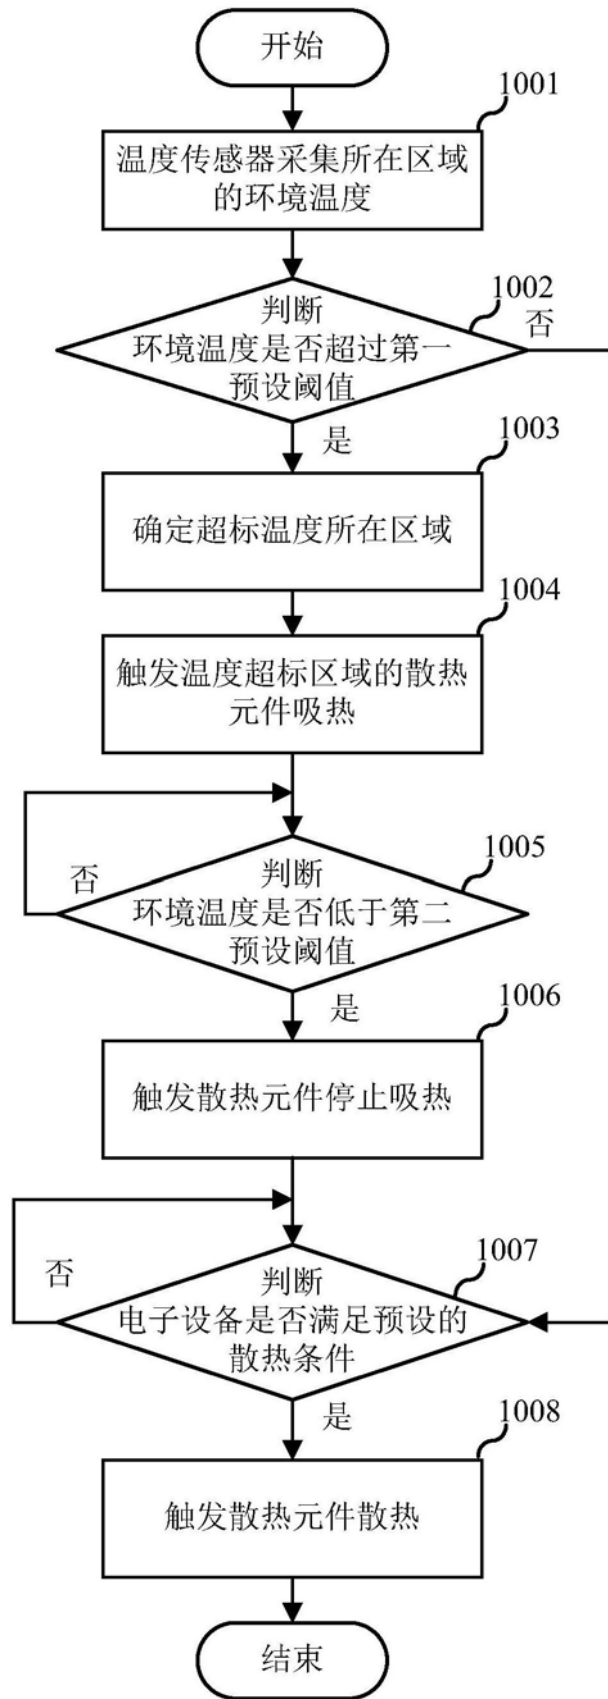 开始
1001
温度传感器采集所在区域
的环境温度
1002
判断
环境温度是否超过第一
预设阈值
否
是
1003
确定超标温度所在区域
1004
触发温度超标区域的散热
元件吸热
1005
判断
环境温度是否低于第二
预设阈值
否
是
1006
触发散热元件停止吸热
1007
判断
电子设备是否满足预设的
散热条件
否
是
1008
触发散热元件散热
结束